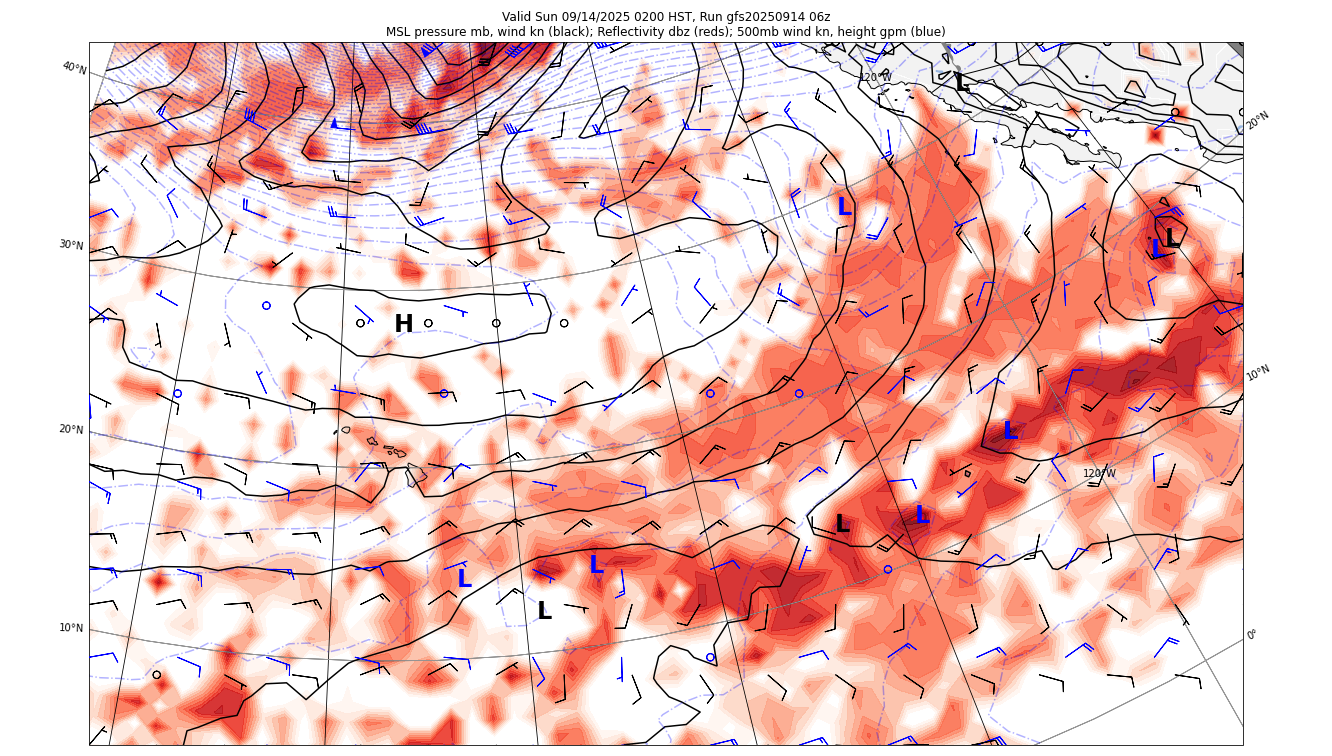 Valid Sun 09/14/2025 0200 HST, Run gfs20250914 06z
MSL pressure mb, wind kn (black); Reflectivity dbz (reds); 500mb wind kn, height gpm (blue)
40°N
120°W
L
20°N
L
30°N
L
L
H
10°N
20°N
L
120°W
L
L
L
L
L
10°N
0°